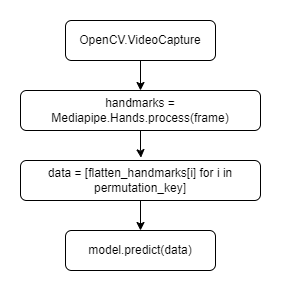 OpenCV.VideoCapture
handmarks =
Mediapipe.Hands.process(frame)
data = [flatten_handmarks[i] for i in
permutation_key]
model.predict(data)